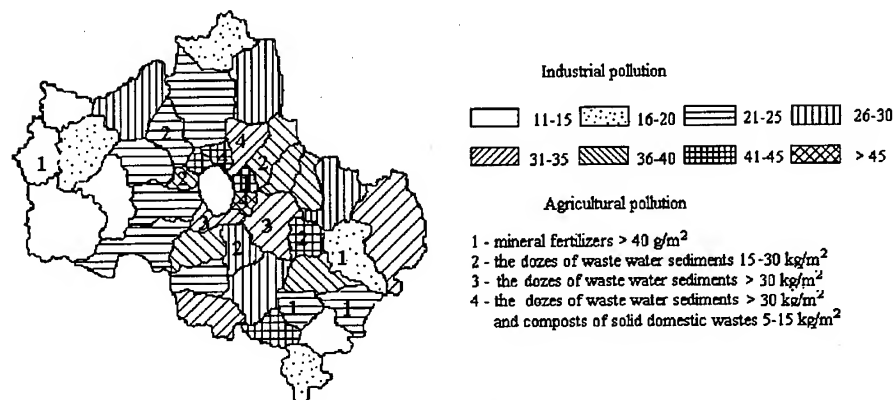 Industrial pollution
11-15 16-20 21-25 26-30
31-35 36-40 41-45 > 45
Agricultural pollution
1 - mineral fertilizers > 40 g/m²
2 - the dozes of waste water sediments 15-30 kg/m²
3 - the dozes of waste water sediments > 30 kg/m²
4 - the dozes of waste water sediments > 30 kg/m²
and composts of solid domestic wastes 5-15 kg/m²
4
2
2
1
3
3
2
2
1
1
1